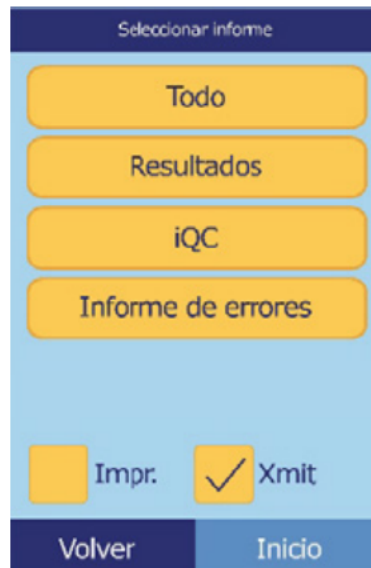 Seleccionar informe
Todo
Resultados
iQC
Informe de errores
Impr. Xmit
Volver Inicio